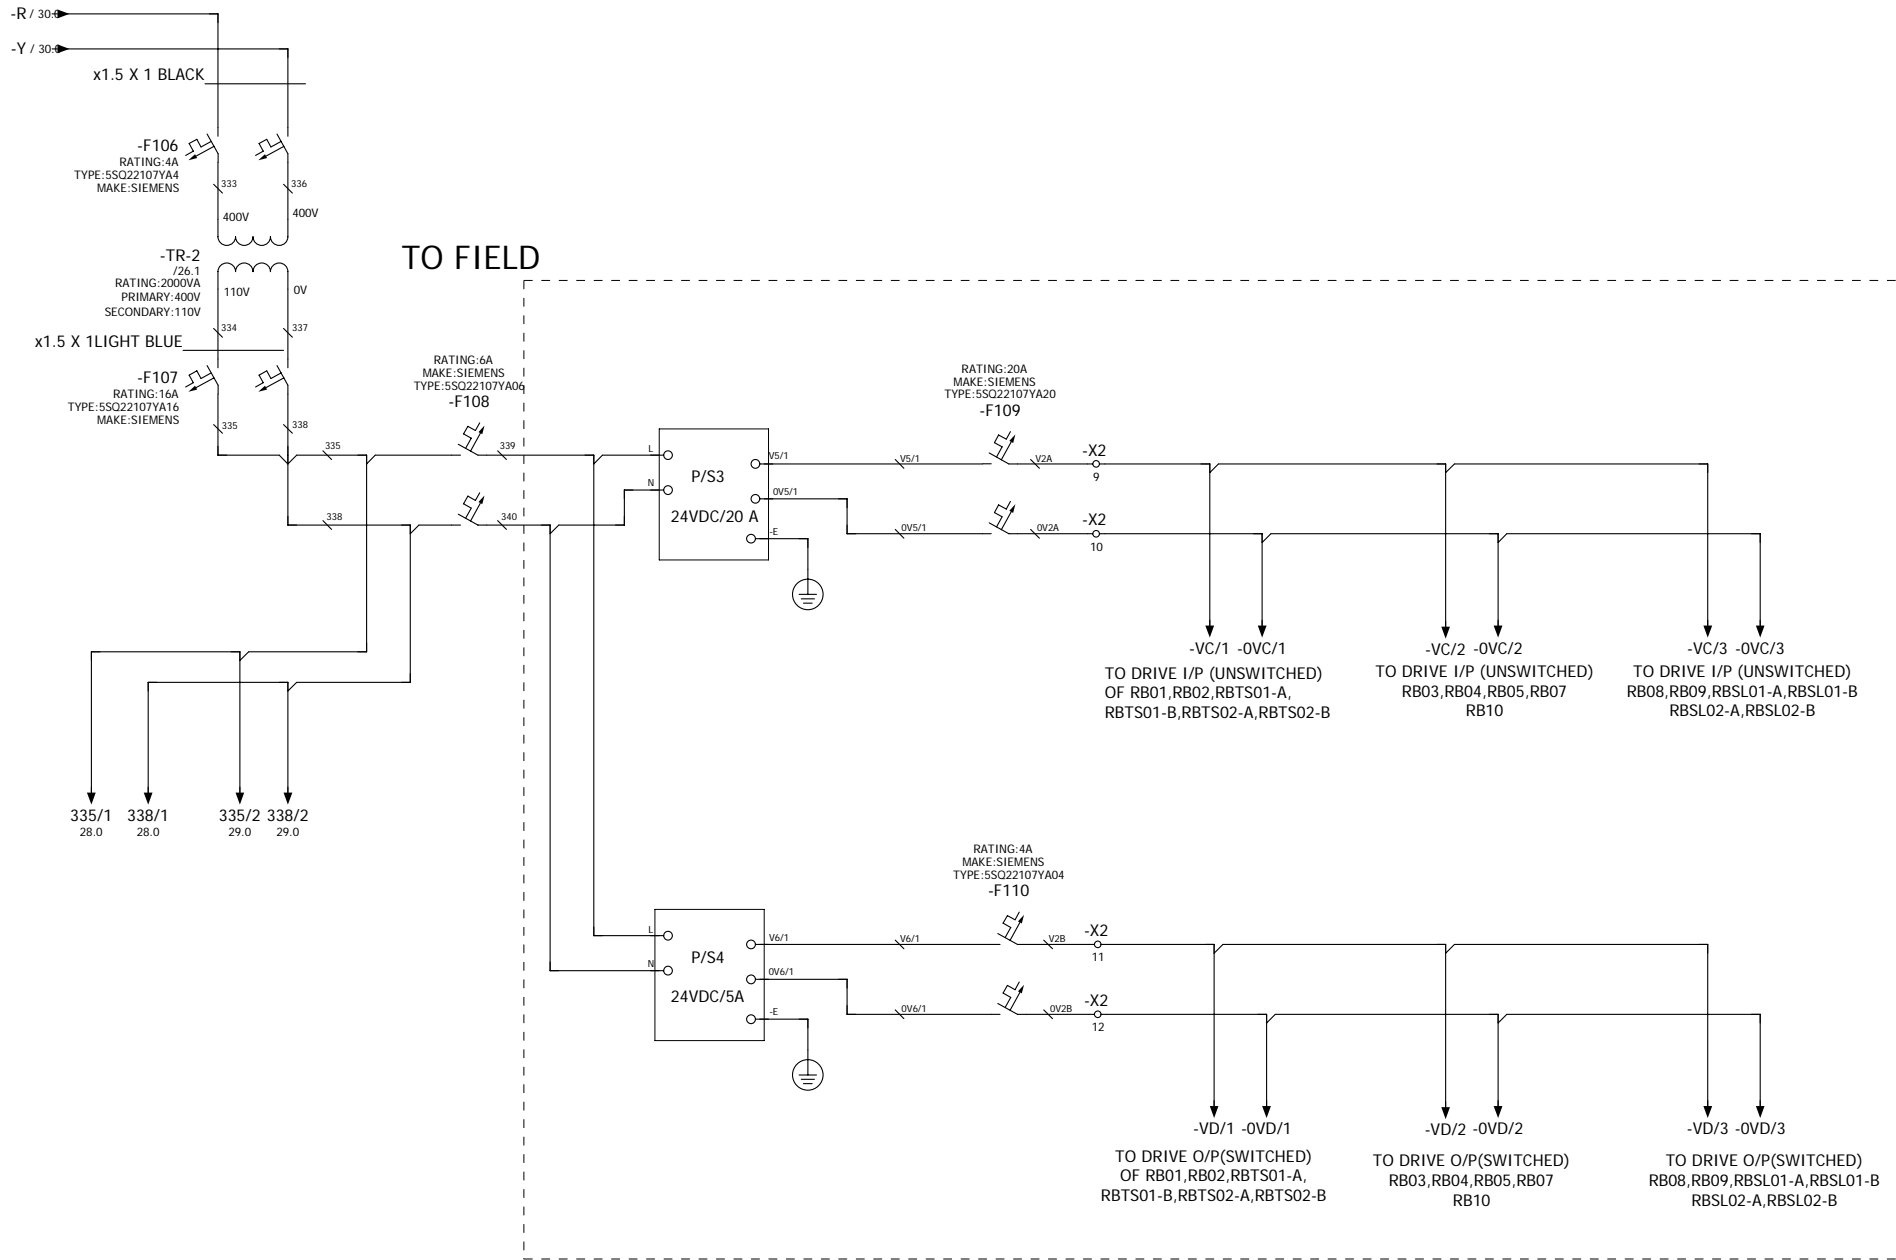 -R / 30.
-Y / 30.
x1.5 X 1 BLACK
-F106
RATING:4A
TYPE:5SQ22107YA4
MAKE:SIEMENS
333
336
400V
400V
-TR-2
/26.1
RATING:2000VA
PRIMARY:400V
SECONDARY:110V
110V
0V
334
337
x1.5 X 1LIGHT BLUE
-F107
RATING:16A
TYPE:5SQ22107YA16
MAKE:SIEMENS
335
338
335
338
335/1
28.0
338/1
28.0
335/2
29.0
338/2
29.0
TO FIELD
RATING:6A
MAKE:SIEMENS
TYPE:5SQ22107YA06
-F108
339
340
L
N
P/S3
24VDC/20 A
V5/1
0V5/1
-E
V5/1
0V5/1
RATING:20A
MAKE:SIEMENS
TYPE:5SQ22107YA20
-F109
V2A
0V2A
-X2
9
-X2
10
-VC/1 -0VC/1
TO DRIVE I/P (UNSWITCHED)
OF RB01,RB02,RBTS01-A,
RBTS01-B,RBTS02-A,RBTS02-B
-VC/2 -0VC/2
TO DRIVE I/P (UNSWITCHED)
RB03,RB04,RB05,RB07
RB10
-VC/3 -0VC/3
TO DRIVE I/P (UNSWITCHED)
RB08,RB09,RBSL01-A,RBSL01-B
RBSL02-A,RBSL02-B
L
N
P/S4
24VDC/5A
V6/1
0V6/1
-E
V6/1
0V6/1
RATING:4A
MAKE:SIEMENS
TYPE:5SQ22107YA04
-F110
V2B
0V2B
-X2
11
-X2
12
-VD/1 -0VD/1
TO DRIVE O/P(SWITCHED)
OF RB01,RB02,RBTS01-A,
RBTS01-B,RBTS02-A,RBTS02-B
-VD/2 -0VD/2
TO DRIVE O/P(SWITCHED)
RB03,RB04,RB05,RB07
RB10
-VD/3 -0VD/3
TO DRIVE O/P(SWITCHED)
RB08,RB09,RBSL01-A,RBSL01-B
RBSL02-A,RBSL02-B